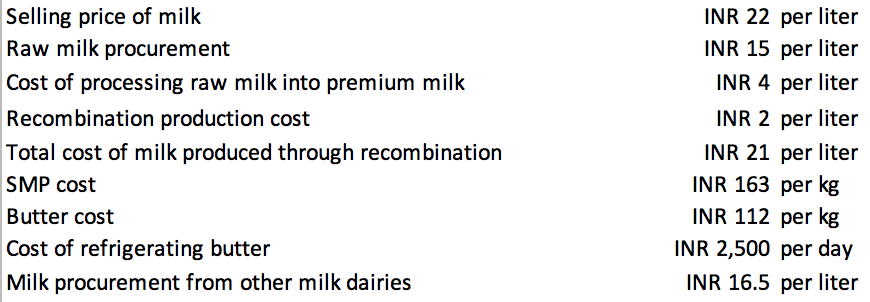 Selling price of milk INR 22 per liter
Raw milk procurement INR 15 per liter
Cost of processing raw milk into premium milk INR 4 per liter
Recombination production cost INR 2 per liter
Total cost of milk produced through recombination INR 21 per liter
SMP cost INR 163 per kg
Butter cost INR 112 per kg
Cost of refrigerating butter INR 2,500 per day
Milk procurement from other milk dairies INR 16.5 per liter